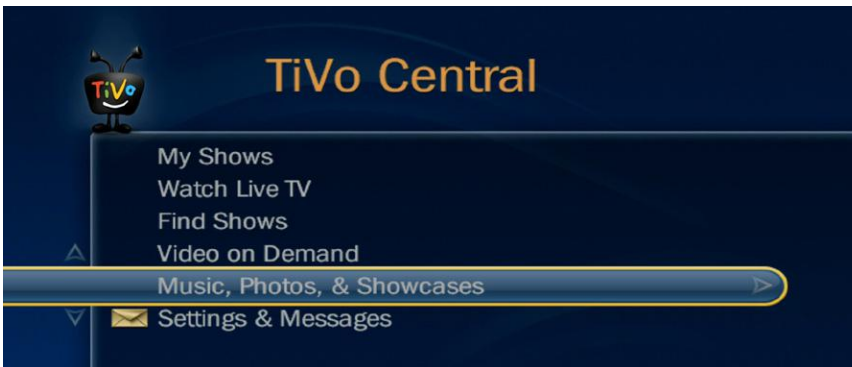 TiVo
TiVo Central
My Shows
Watch Live TV
Find Shows
Video on Demand
Music, Photos, & Showcases
Settings & Messages